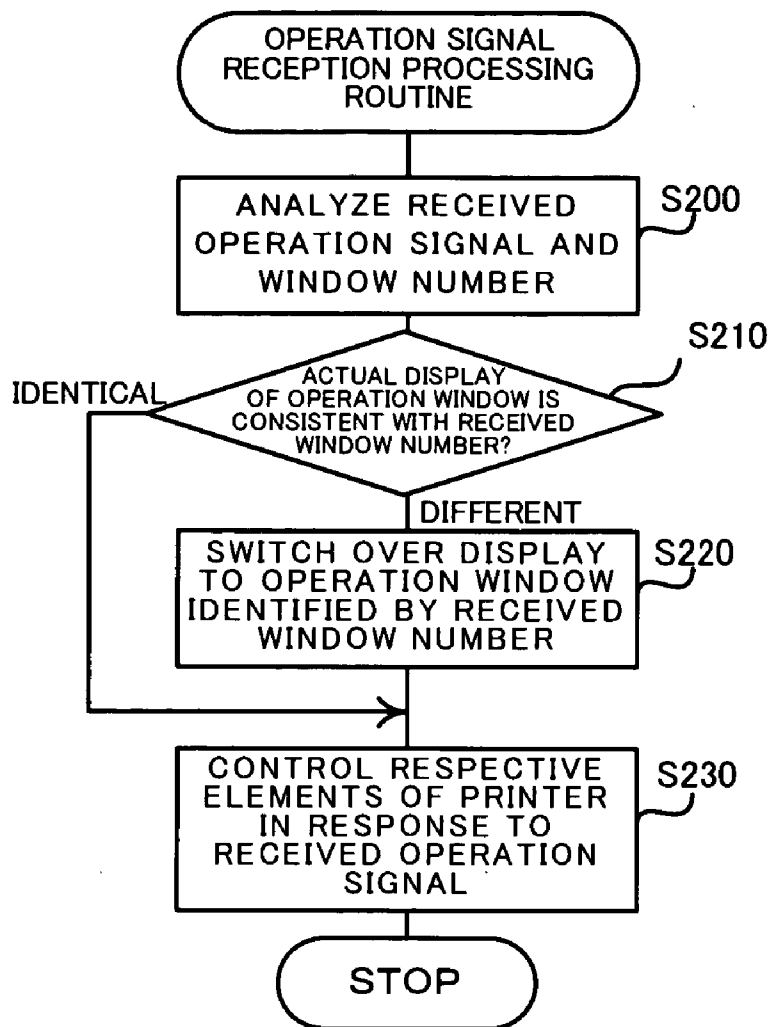 OPERATION SIGNAL
RECEPTION PROCESSING
ROUTINE
ANALYZE RECEIVED
OPERATION SIGNAL AND
WINDOW NUMBER
S200
ACTUAL DISPLAY
OF OPERATION WINDOW IS
CONSISTENT WITH RECEIVED
WINDOW NUMBER?
S210
IDENTICAL
DIFFERENT
SWITCH OVER DISPLAY
TO OPERATION WINDOW
IDENTIFIED BY RECEIVED
WINDOW NUMBER
S220
CONTROL RESPECTIVE
ELEMENTS OF PRINTER
IN RESPONSE TO
RECEIVED OPERATION
SIGNAL
S230
STOP